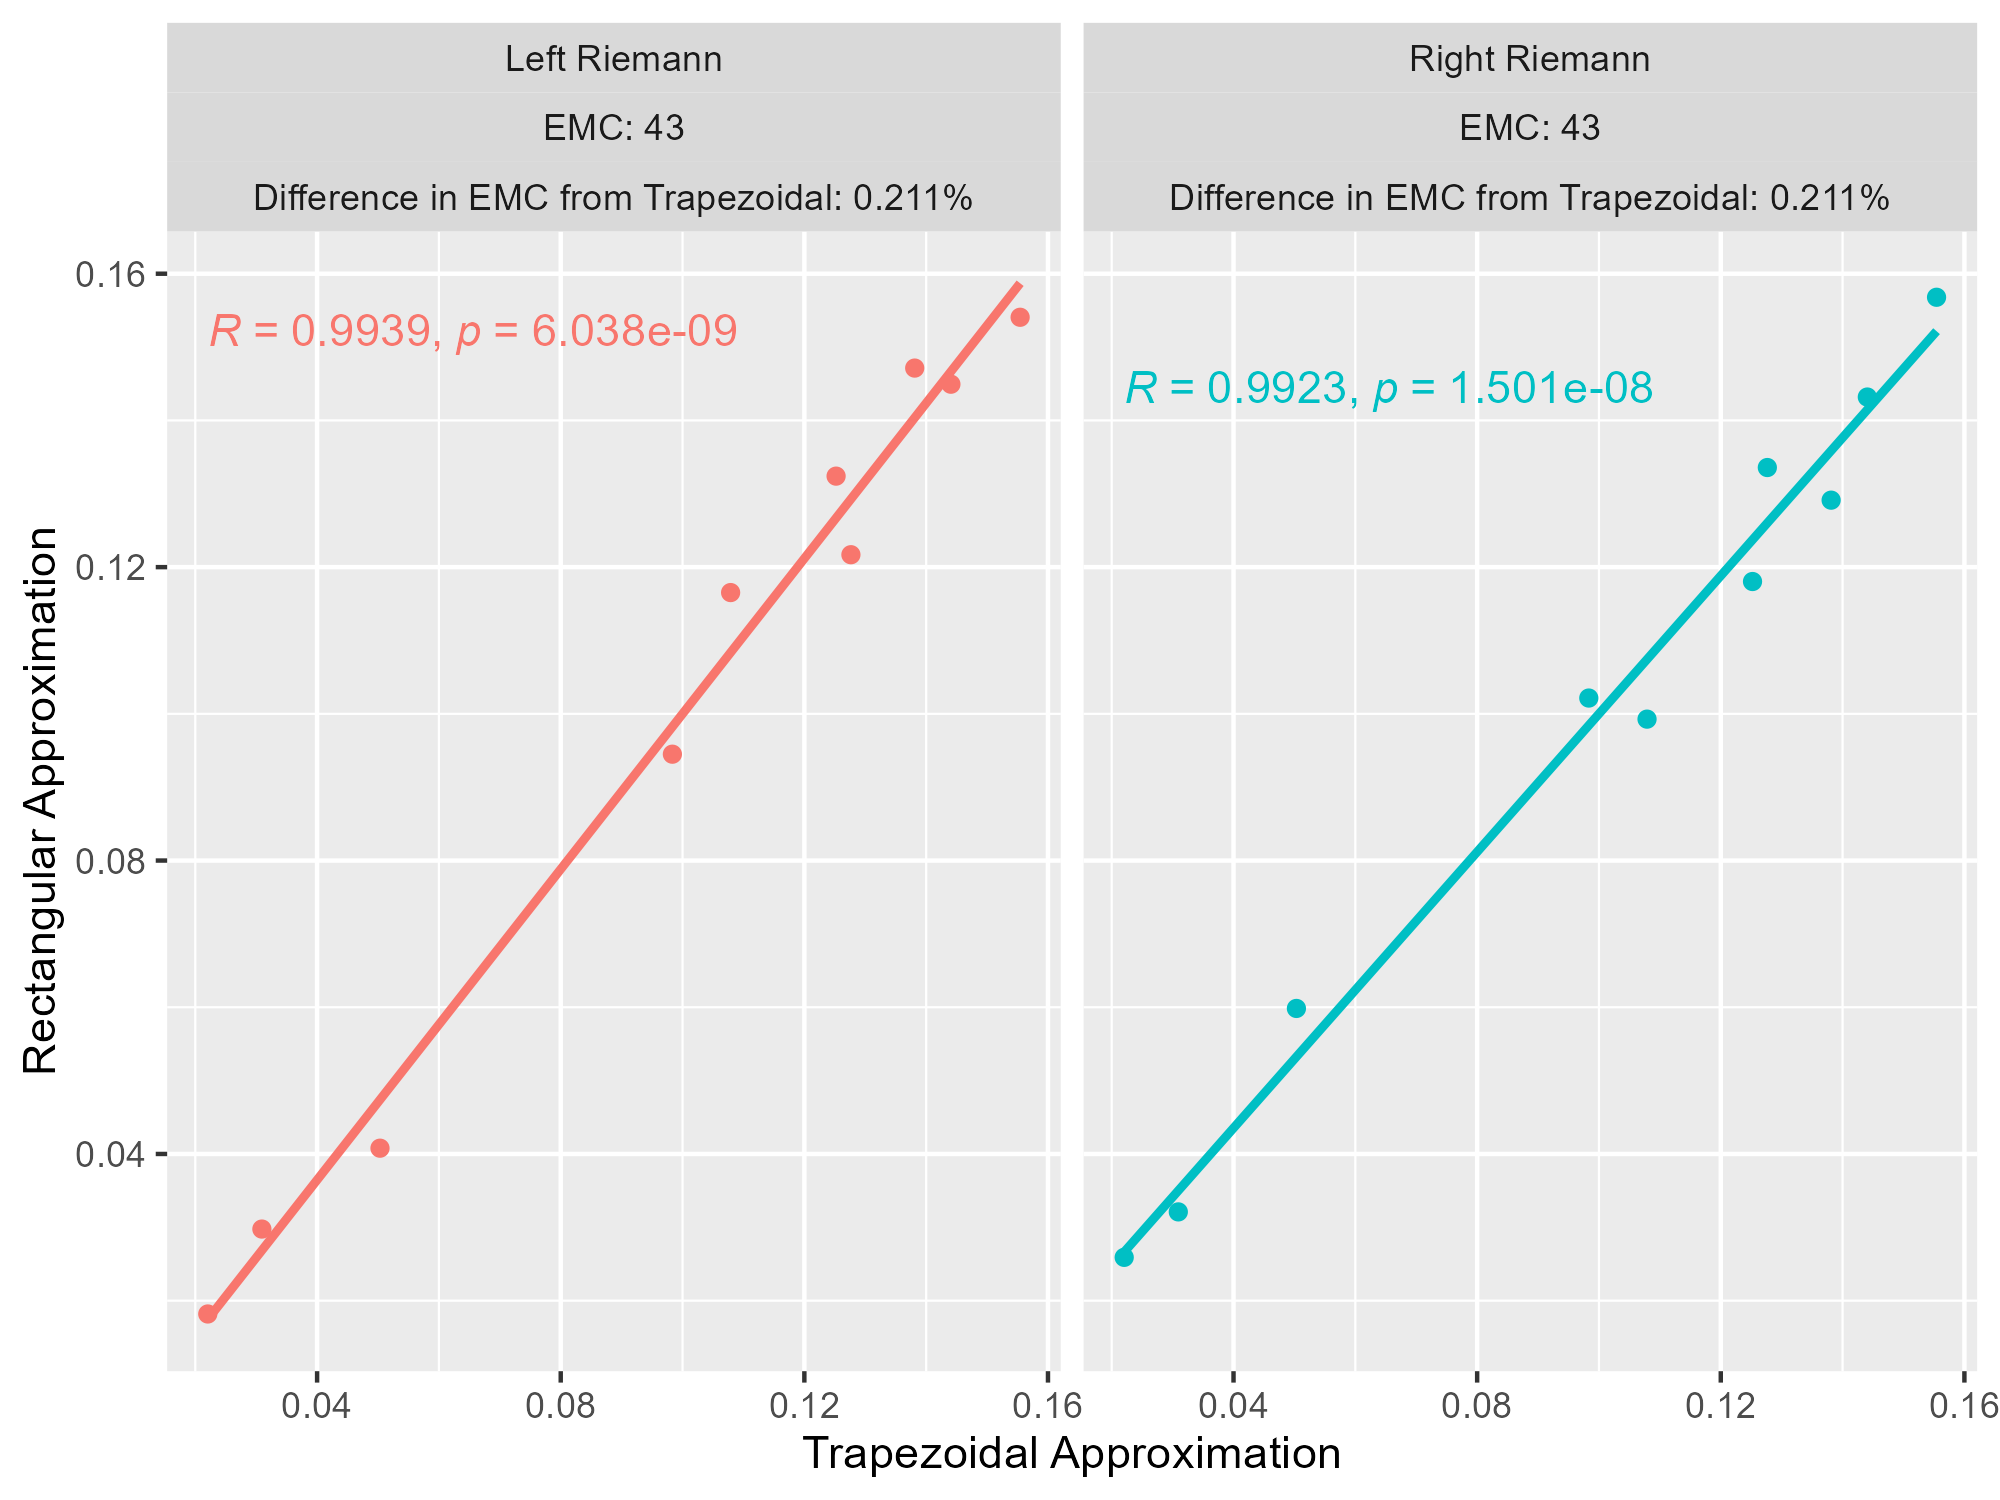 Left Riemann
EMC: 43
Difference in EMC from Trapezoidal: 0.211%
Right Riemann
EMC: 43
Difference in EMC from Trapezoidal: 0.211%
R = 0.9939, p = 6.038e-09
R = 0.9923, p = 1.501e-08
Rectangular Approximation
0.16
0.12
0.08
0.04
0.04 0.08 0.12 0.16
0.04 0.08 0.12 0.16
Trapezoidal Approximation